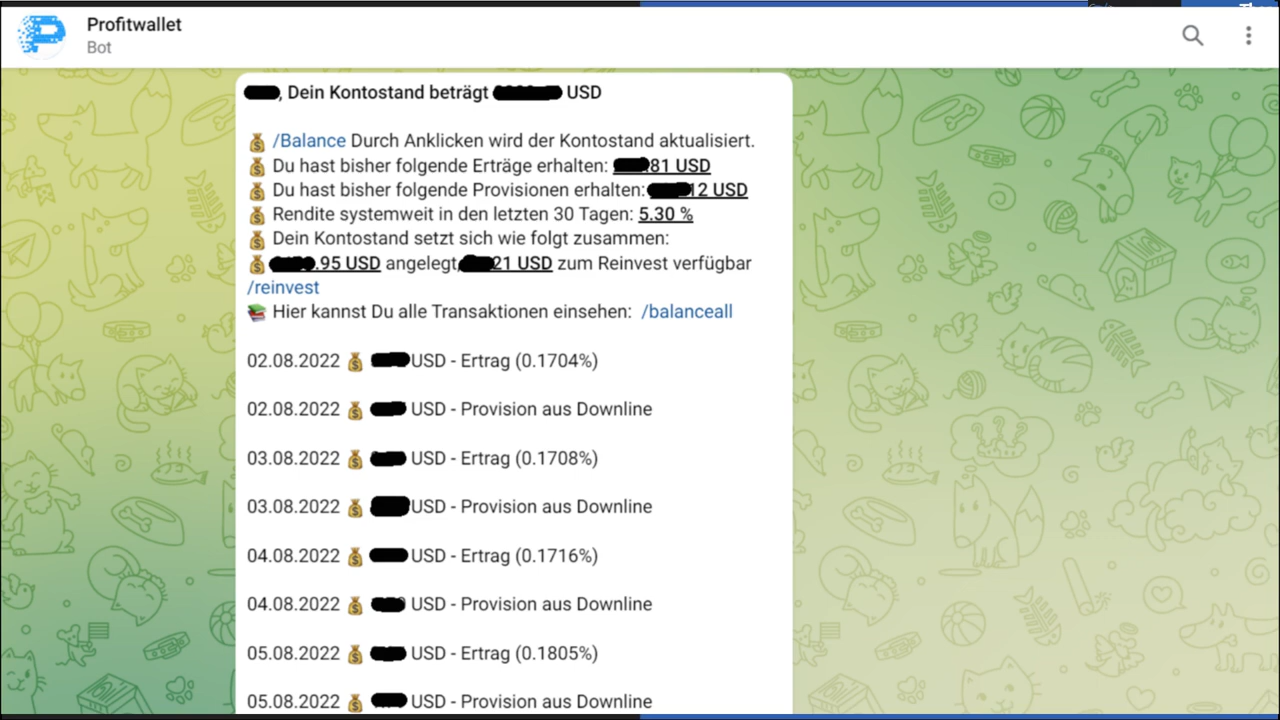 Profitwallet
Bot
, Dein Kontostand beträgt USD
/Balance Durch Anklicken wird der Kontostand aktualisiert.
Du hast bisher folgende Erträge erhalten: 81 USD
Du hast bisher folgende Provisionen erhalten: 12 USD
Rendite systemweit in den letzten 30 Tagen: 5.30 %
Dein Kontostand setzt sich wie folgt zusammen:
.95 USD angelegt, 21 USD zum Reinvest verfügbar
/reinvest
Hier kannst Du alle Transaktionen einsehen: /balanceall
02.08.2022 USD - Ertrag (0.1704%)
02.08.2022 USD - Provision aus Downline
03.08.2022 USD - Ertrag (0.1708%)
03.08.2022 USD - Provision aus Downline
04.08.2022 USD - Ertrag (0.1716%)
04.08.2022 USD - Provision aus Downline
05.08.2022 USD - Ertrag (0.1805%)
05.08.2022 USD - Provision aus Downline